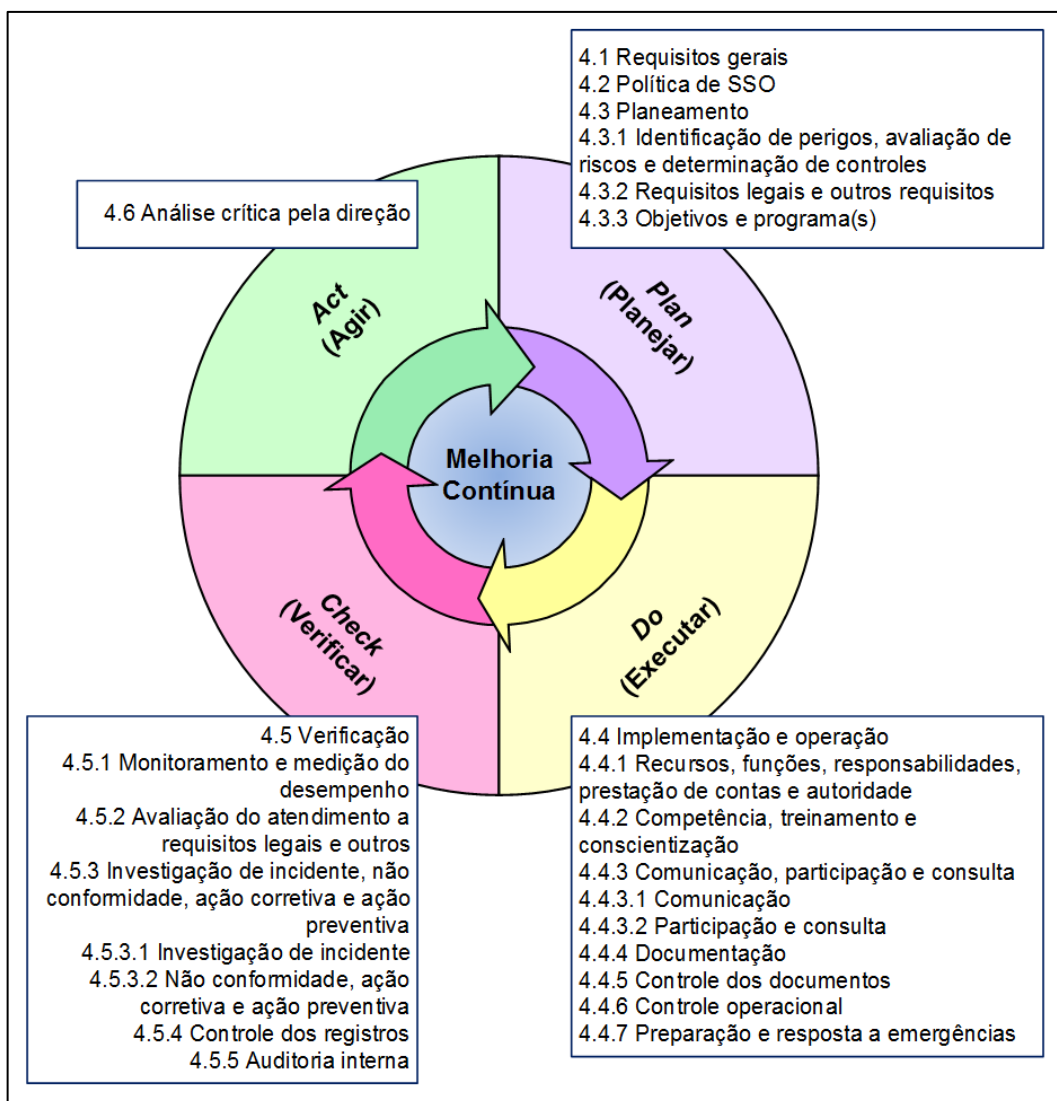 4.1 Requisitos gerais
4.2 Política de SSO
4.3 Planeamento
4.3.1 Identificação de perigos, avaliação de
riscos e determinação de controles
4.3.2 Requisitos legais e outros requisitos
4.3.3 Objetivos e programa(s)
4.6 Análise crítica pela direção
Act
(Agir)
Plan
(Planejar)
Melhoria
Contínua
Check
(Verificar)
Do
(Executar)
4.5 Verificação
4.5.1 Monitoramento e medição do
desempenho
4.5.2 Avaliação do atendimento a
requisitos legais e outros
4.5.3 Investigação de incidente, não
conformidade, ação corretiva e ação
preventiva
4.5.3.1 Investigação de incidente
4.5.3.2 Não conformidade, ação
corretiva e ação preventiva
4.5.4 Controle dos registros
4.5.5 Auditoria interna
4.4 Implementação e operação
4.4.1 Recursos, funções, responsabilidades,
prestação de contas e autoridade
4.4.2 Competência, treinamento e
conscientização
4.4.3 Comunicação, participação e consulta
4.4.3.1 Comunicação
4.4.3.2 Participação e consulta
4.4.4 Documentação
4.4.5 Controle dos documentos
4.4.6 Controle operacional
4.4.7 Preparação e resposta a emergências